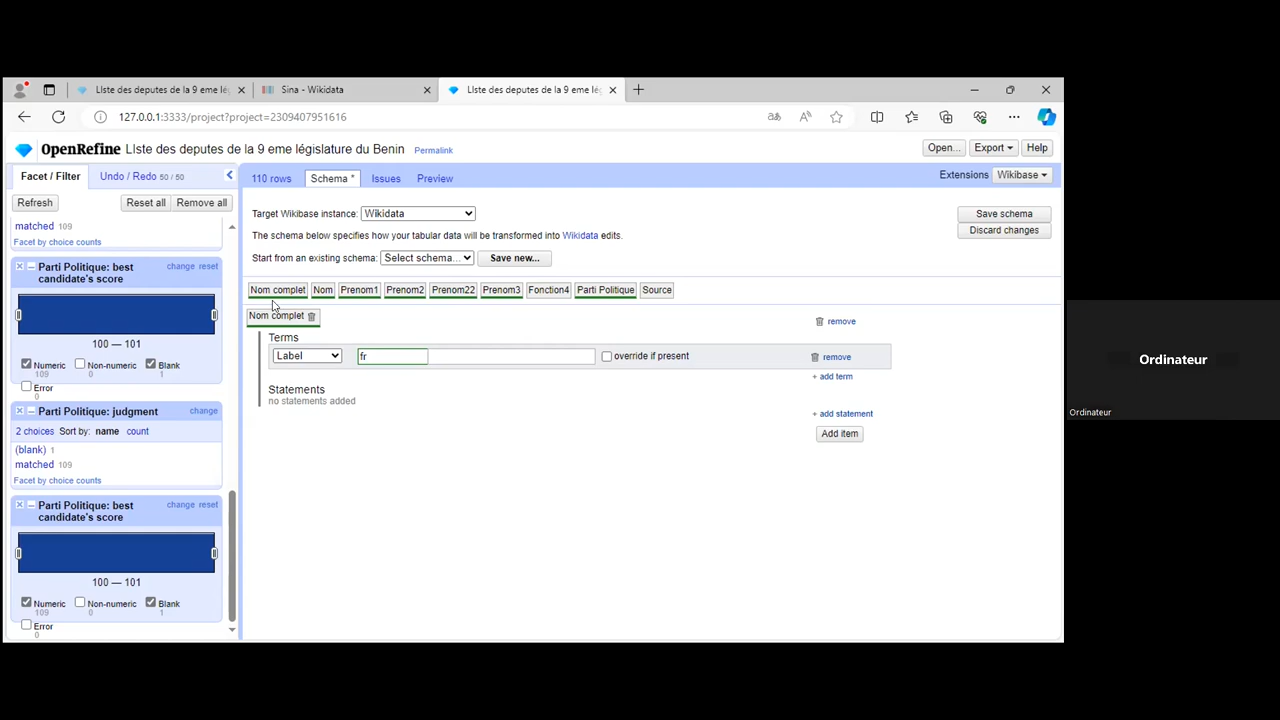 LIste des deputes de la 9 eme lé
Sina - Wikidata
LIste des deputes de la 9 eme lé
127.0.0.1:3333/project?project=2309407951616
OpenRefine LIste des deputes de la 9 eme législature du Benin Permalink
Open... Export Help
Facet / Filter Undo / Redo 50 / 50
110 rows Schema * Issues Preview
Extensions Wikibase
Refresh Reset all Remove all
matched 109
Facet by choice counts
Parti Politique: best candidate's score change reset
100 — 101
Numeric 109 Non-numeric 0 Blank 1
Error 0
Parti Politique: judgment change
2 choices Sort by: name count
(blank) 1
matched 109
Facet by choice counts
Parti Politique: best candidate's score change reset
100 — 101
Numeric 109 Non-numeric 0 Blank 1
Error 0
Target Wikibase instance: Wikidata
Save schema
The schema below specifies how your tabular data will be transformed into Wikidata edits.
Discard changes
Start from an existing schema: Select schema... Save new...
Nom complet Nom Prenom1 Prenom2 Prenom22 Prenom3 Fonction4 Parti Politique Source
Nom complet
remove
Terms
Label fr override if present remove
+ add term
Statements
no statements added
+ add statement
Add item
Ordinateur
Ordinateur